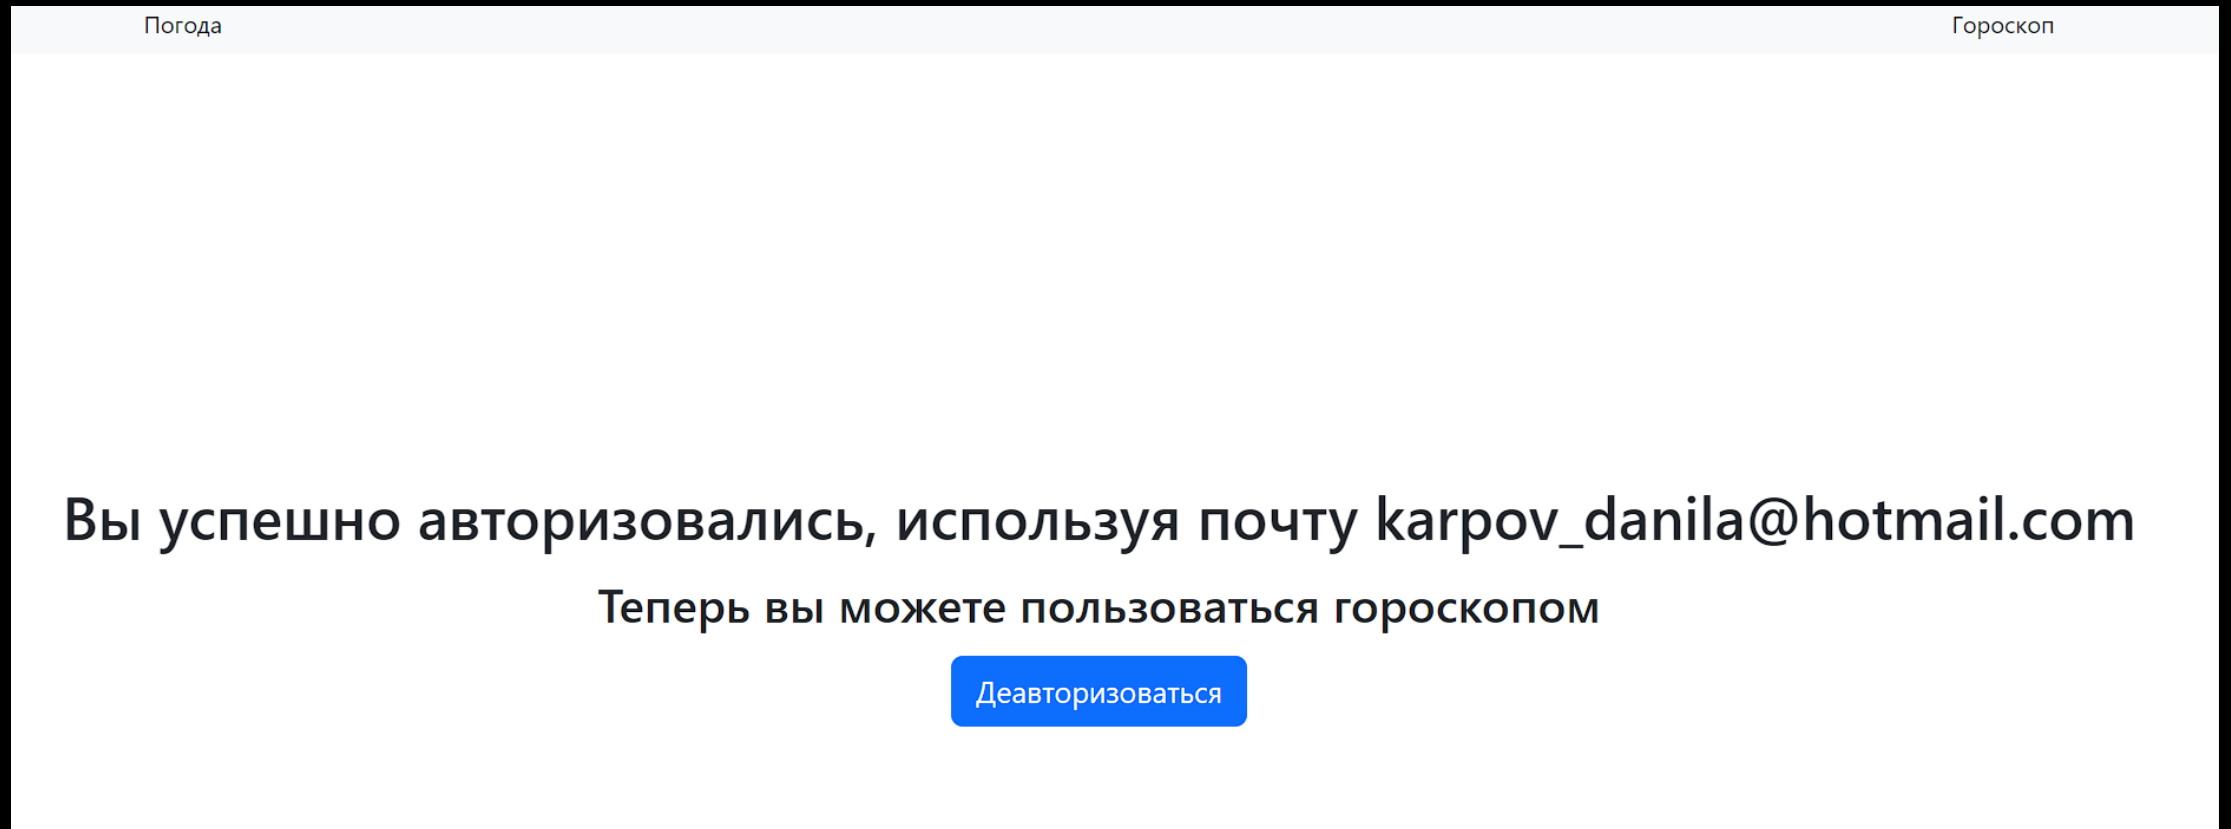 Погода
Гороскоп
Вы успешно авторизовались, используя почту karpov_danila@hotmail.com
Теперь вы можете пользоваться гороскопом
Деавторизоваться